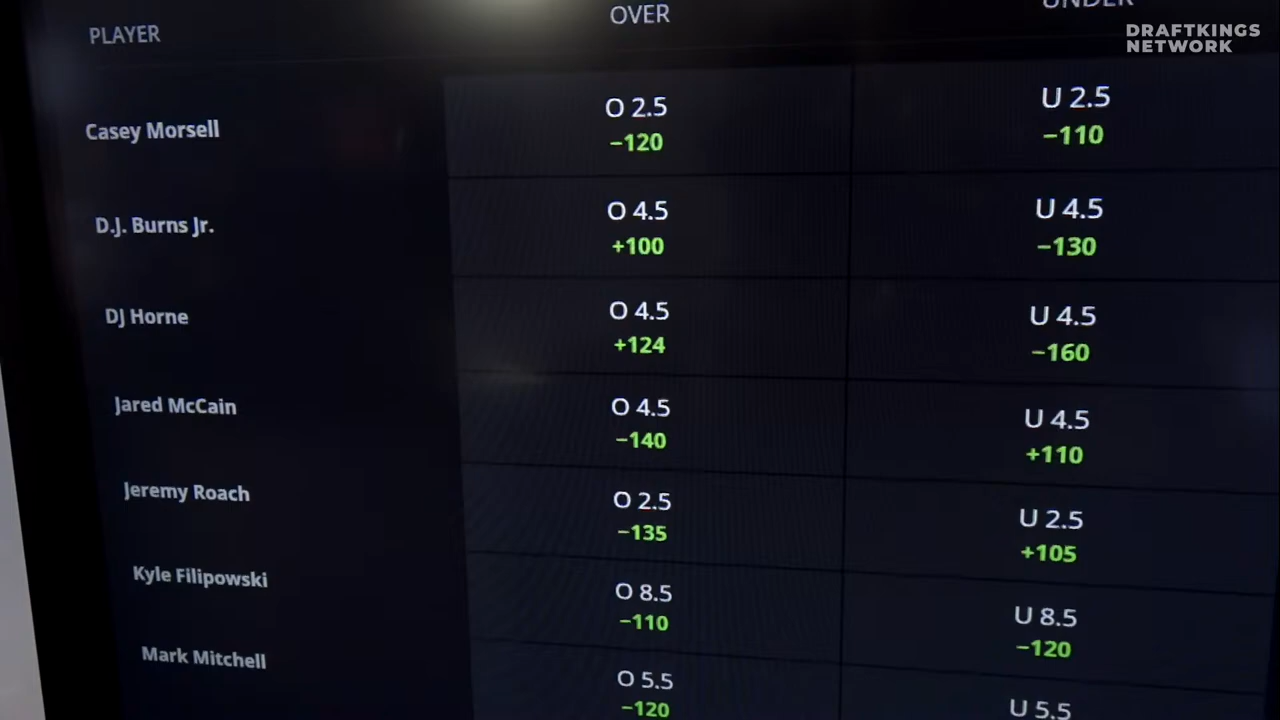 DRAFTKINGS
NETWORK
PLAYER
OVER
UNDER
Casey Morsell
O 2.5
−120
U 2.5
−110
D.J. Burns Jr.
O 4.5
+100
U 4.5
−130
DJ Horne
O 4.5
+124
U 4.5
−160
Jared McCain
O 4.5
−140
U 4.5
+110
Jeremy Roach
O 2.5
−135
U 2.5
+105
Kyle Filipowski
O 8.5
−110
U 8.5
−120
Mark Mitchell
O 5.5
−120
U 5.5